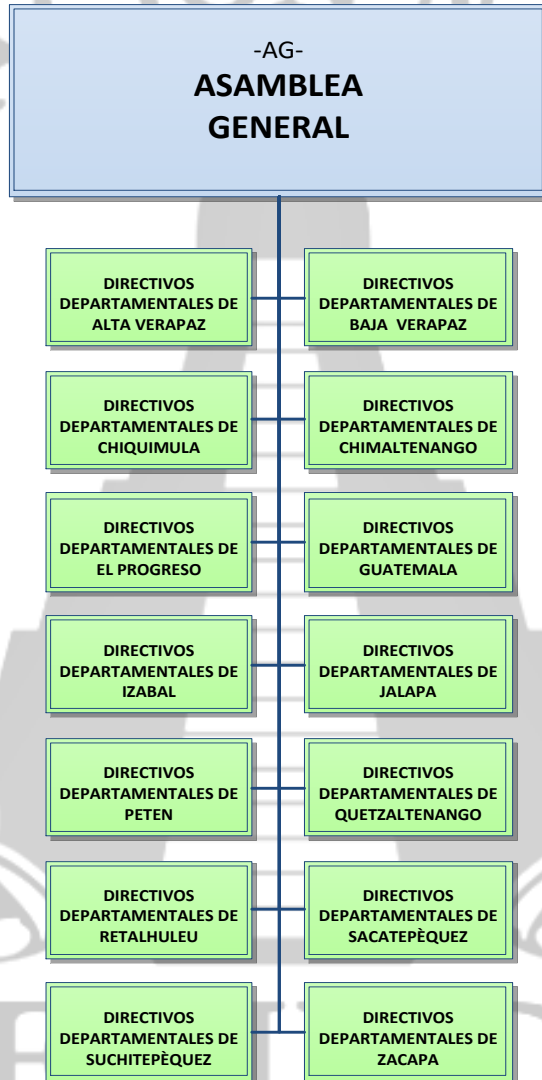 -AG-
ASAMBLEA
GENERAL
DIRECTIVOS
DEPARTAMENTALES DE
ALTA VERAPAZ
DIRECTIVOS
DEPARTAMENTALES DE
BAJA VERAPAZ
DIRECTIVOS
DEPARTAMENTALES DE
CHIQUIMULA
DIRECTIVOS
DEPARTAMENTALES DE
CHIMALTENANGO
DIRECTIVOS
DEPARTAMENTALES DE
EL PROGRESO
DIRECTIVOS
DEPARTAMENTALES DE
GUATEMALA
DIRECTIVOS
DEPARTAMENTALES DE
IZABAL
DIRECTIVOS
DEPARTAMENTALES DE
JALAPA
DIRECTIVOS
DEPARTAMENTALES DE
PETEN
DIRECTIVOS
DEPARTAMENTALES DE
QUETZALTENANGO
DIRECTIVOS
DEPARTAMENTALES DE
RETALHULEU
DIRECTIVOS
DEPARTAMENTALES DE
SACATEPÈQUEZ
DIRECTIVOS
DEPARTAMENTALES DE
SUCHITEPÈQUEZ
DIRECTIVOS
DEPARTAMENTALES DE
ZACAPA